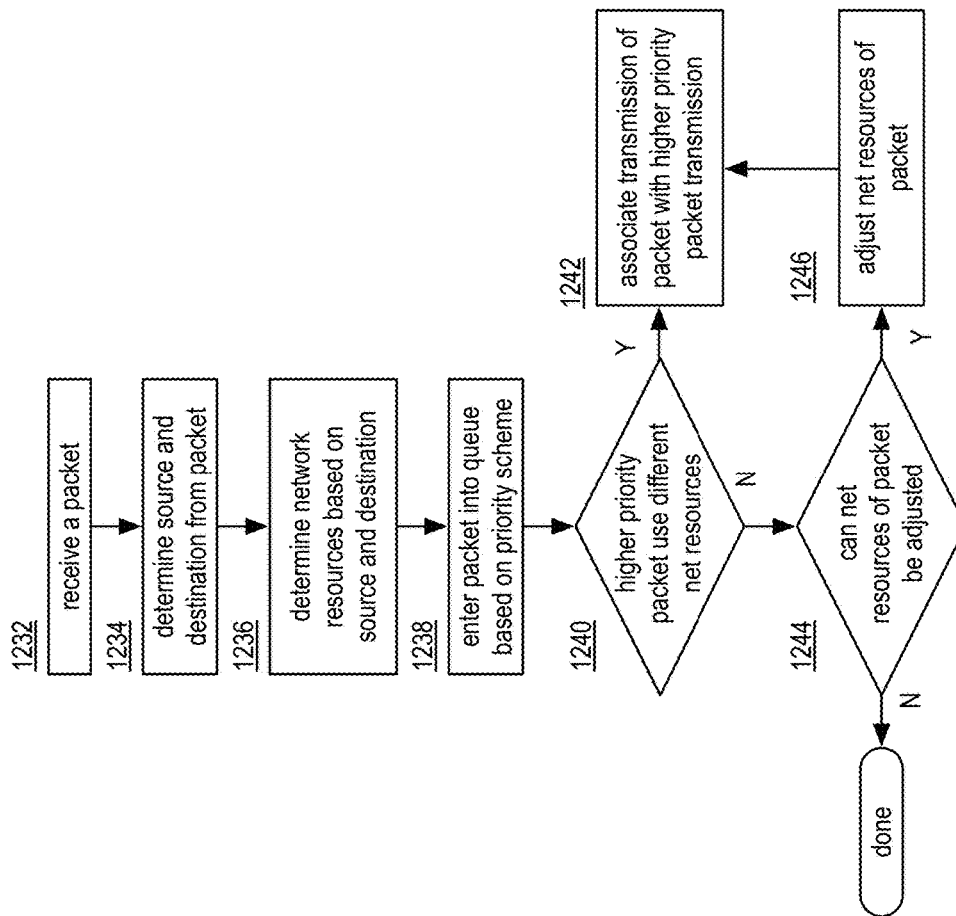 1232
receive a packet
1234
determine source and
destination from packet
1236
determine network
resources based on
source and destination
1238
enter packet into queue
based on priority scheme
1240
higher priority
packet use different
net resources
Y
N
1242
associate transmission of
packet with higher priority
packet transmission
1244
can net
resources of packet
be adjusted
Y
N
1246
adjust net resources of
packet
done